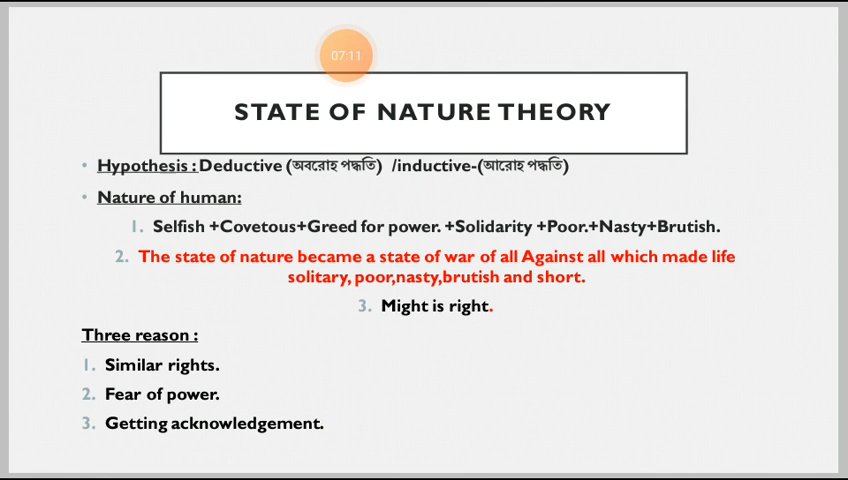 07:11
STATE OF NATURE THEORY
• Hypothesis : Deductive (অবরোহ পদ্ধতি) /inductive-(আরোহ পদ্ধতি)
• Nature of human:
1. Selfish +Covetous+Greed for power. +Solidarity +Poor.+Nasty+Brutish.
2. The state of nature became a state of war of all Against all which made life
solitary, poor,nasty,brutish and short.
3. Might is right.
Three reason :
1. Similar rights.
2. Fear of power.
3. Getting acknowledgement.